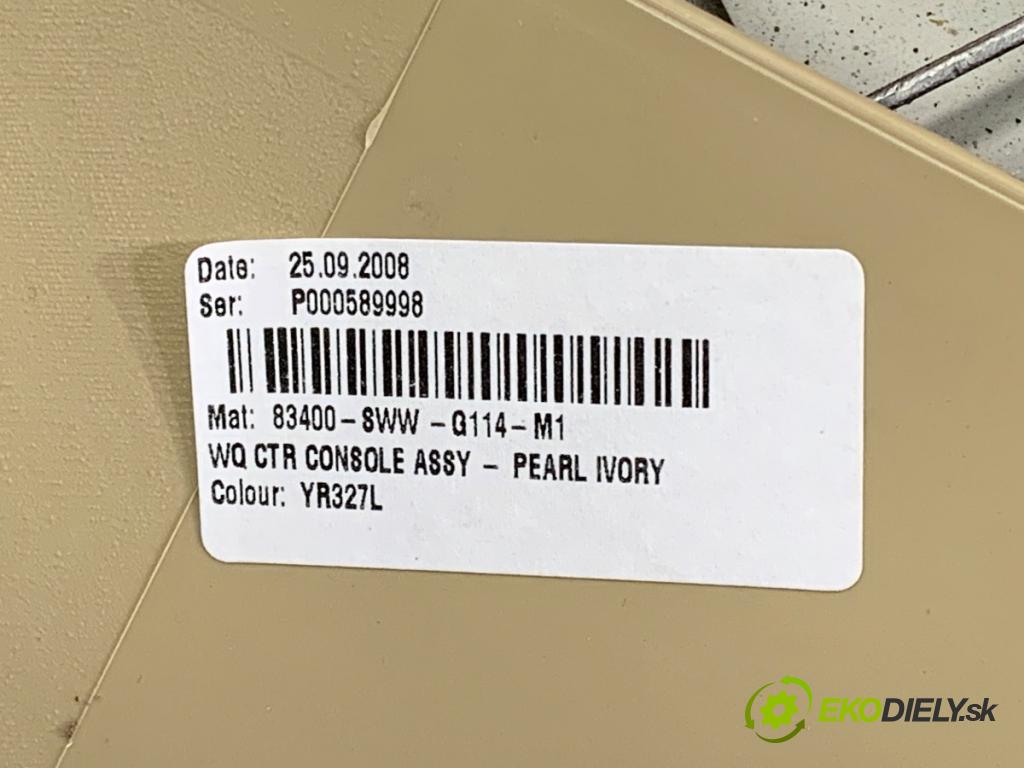 Date: 25.09.2008
Ser: P000589998
Mat: 83400-SWW -G114- M1
WQ CTR CONSOLE ASSY - PEARL IVORY
Colour: YR327L
EKODIELY.sk